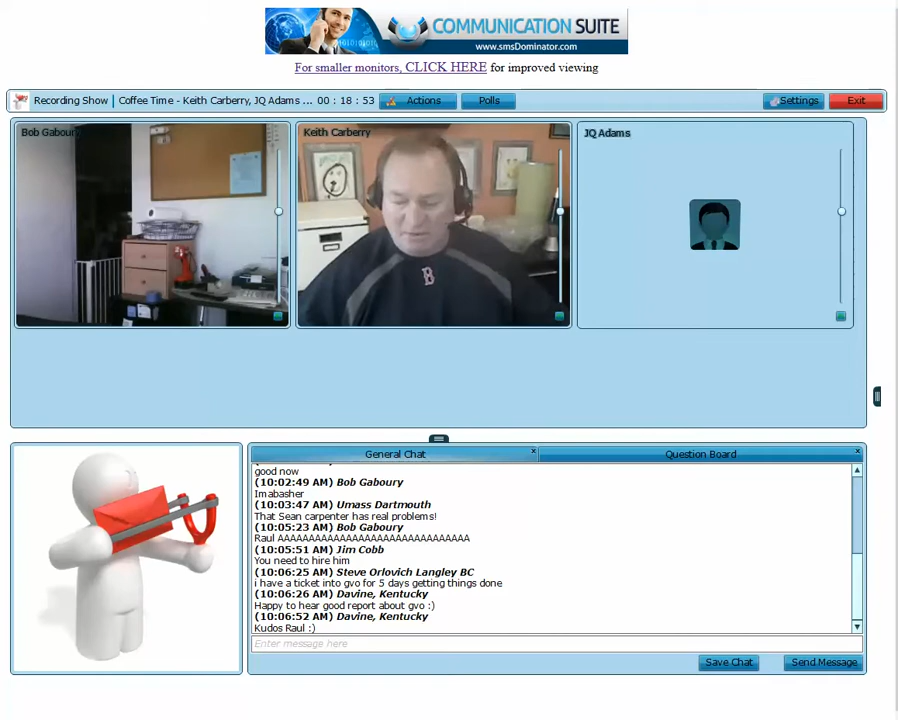 COMMUNICATION SUITE
www.smsDominator.com
For smaller monitors, CLICK HERE for improved viewing
Recording Show | Coffee Time - Keith Carberry, JQ Adams ... 00 : 18 : 53 Actions Polls Settings Exit
Bob Gaboury Keith Carberry JQ Adams
B
General Chat x Question Board x
good now
(10:02:49 AM) Bob Gaboury
Imabasher
(10:03:47 AM) Umass Dartmouth
That Sean carpenter has real problems!
(10:05:23 AM) Bob Gaboury
Raul AAAAAAAAAAAAAAAAAAAAAAAAAAAAAAAAA
(10:05:51 AM) Jim Cobb
You need to hire him
(10:06:25 AM) Steve Orlovich Langley BC
i have a ticket into gvo for 5 days getting things done
(10:06:26 AM) Davine, Kentucky
Happy to hear good report about gvo :)
(10:06:52 AM) Davine, Kentucky
Kudos Raul :)
Enter message here
Save Chat Send Message